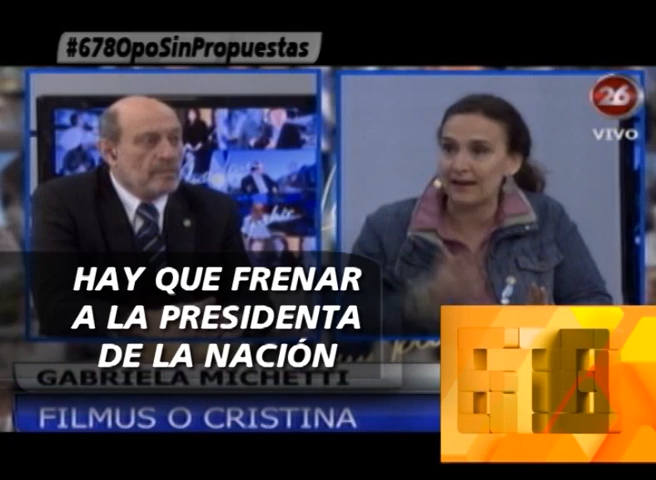 #678OpoSinPropuestas
26
VIVO
HAY QUE FRENAR
A LA PRESIDENTA
DE LA NACIÓN
GABRIELA MICHETTI
FILMUS O CRISTINA